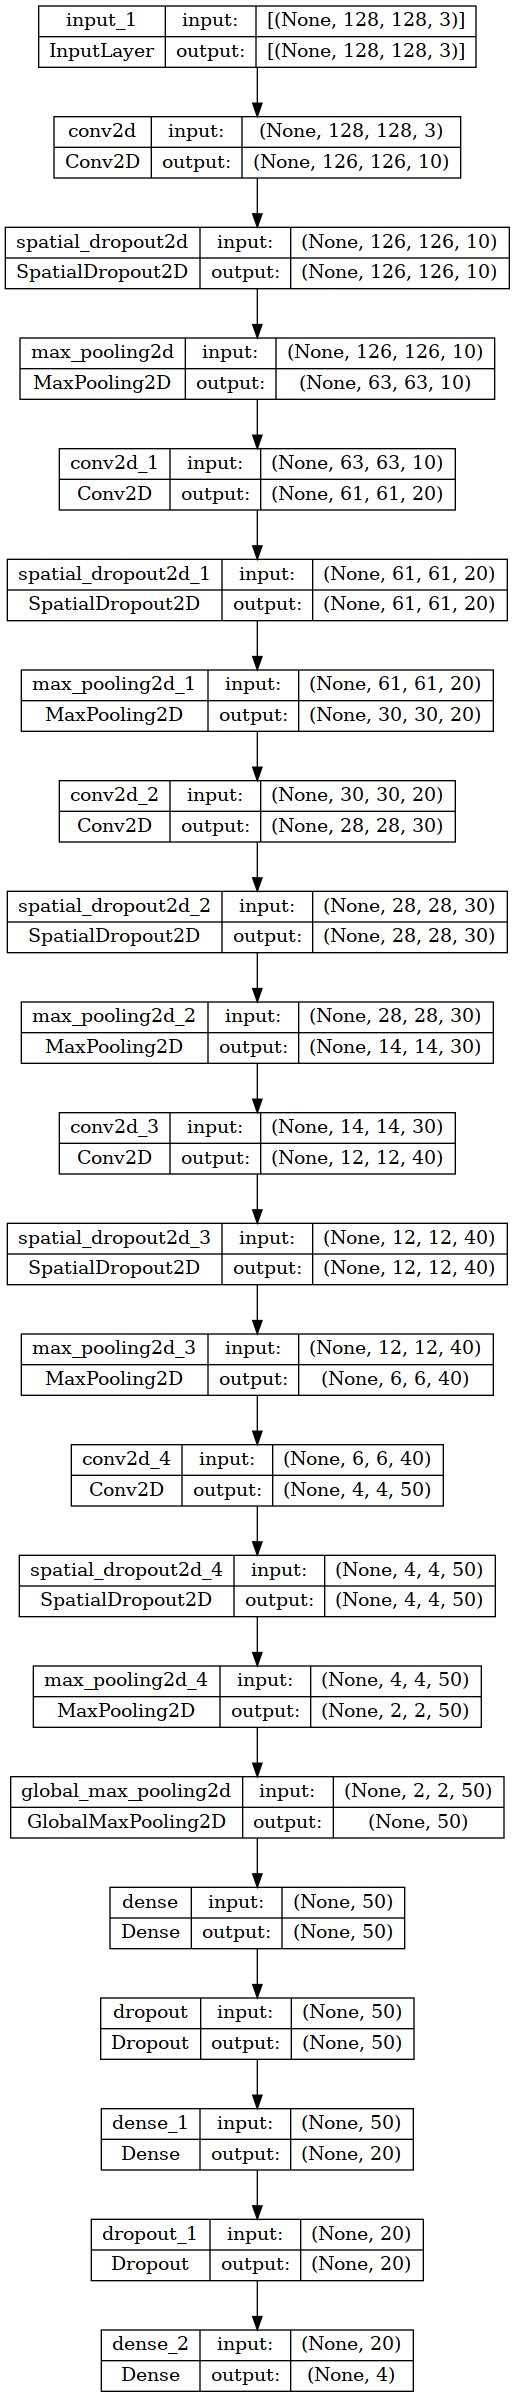 input_1 input: [(None, 128, 128, 3)]
InputLayer output: [(None, 128, 128, 3)]
conv2d input: (None, 128, 128, 3)
Conv2D output: (None, 126, 126, 10)
spatial_dropout2d input: (None, 126, 126, 10)
SpatialDropout2D output: (None, 126, 126, 10)
max_pooling2d input: (None, 126, 126, 10)
MaxPooling2D output: (None, 63, 63, 10)
conv2d_1 input: (None, 63, 63, 10)
Conv2D output: (None, 61, 61, 20)
spatial_dropout2d_1 input: (None, 61, 61, 20)
SpatialDropout2D output: (None, 61, 61, 20)
max_pooling2d_1 input: (None, 61, 61, 20)
MaxPooling2D output: (None, 30, 30, 20)
conv2d_2 input: (None, 30, 30, 20)
Conv2D output: (None, 28, 28, 30)
spatial_dropout2d_2 input: (None, 28, 28, 30)
SpatialDropout2D output: (None, 28, 28, 30)
max_pooling2d_2 input: (None, 28, 28, 30)
MaxPooling2D output: (None, 14, 14, 30)
conv2d_3 input: (None, 14, 14, 30)
Conv2D output: (None, 12, 12, 40)
spatial_dropout2d_3 input: (None, 12, 12, 40)
SpatialDropout2D output: (None, 12, 12, 40)
max_pooling2d_3 input: (None, 12, 12, 40)
MaxPooling2D output: (None, 6, 6, 40)
conv2d_4 input: (None, 6, 6, 40)
Conv2D output: (None, 4, 4, 50)
spatial_dropout2d_4 input: (None, 4, 4, 50)
SpatialDropout2D output: (None, 4, 4, 50)
max_pooling2d_4 input: (None, 4, 4, 50)
MaxPooling2D output: (None, 2, 2, 50)
global_max_pooling2d input: (None, 2, 2, 50)
GlobalMaxPooling2D output: (None, 50)
dense input: (None, 50)
Dense output: (None, 50)
dropout input: (None, 50)
Dropout output: (None, 50)
dense_1 input: (None, 50)
Dense output: (None, 20)
dropout_1 input: (None, 20)
Dropout output: (None, 20)
dense_2 input: (None, 20)
Dense output: (None, 4)